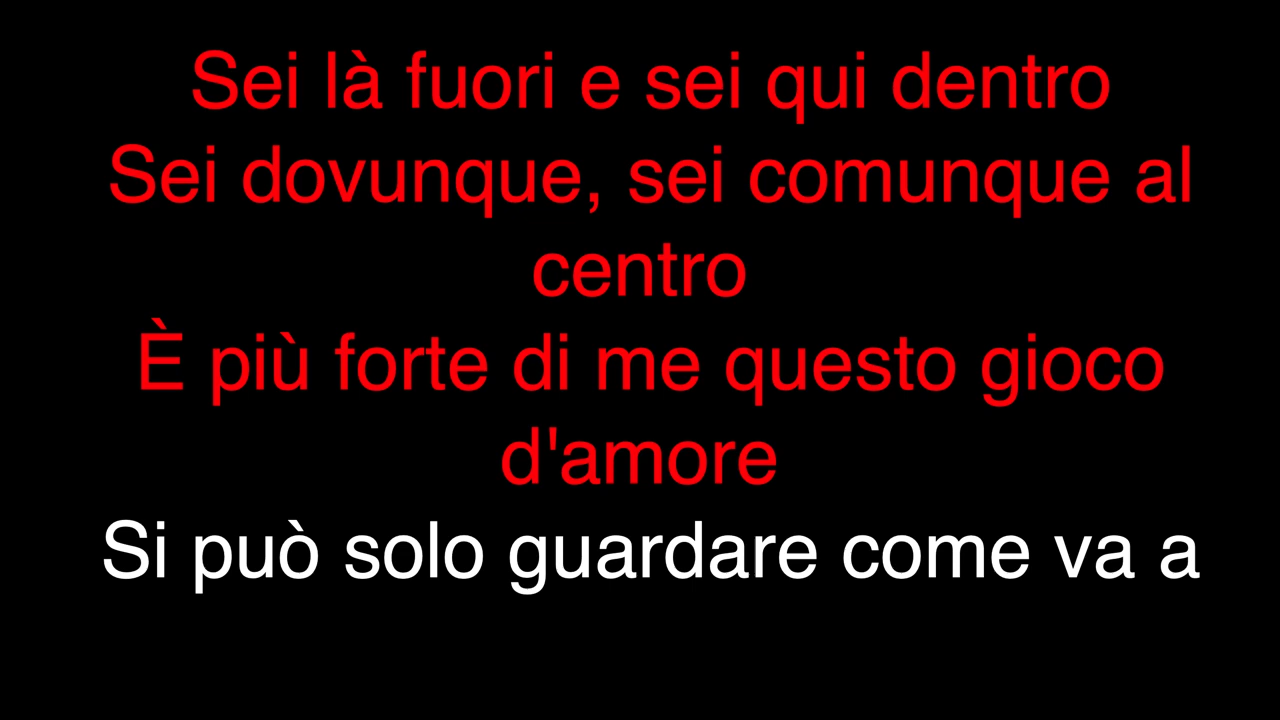 Sei là fuori e sei qui dentro
Sei dovunque, sei comunque al
centro
È più forte di me questo gioco
d'amore
Si può solo guardare come va a